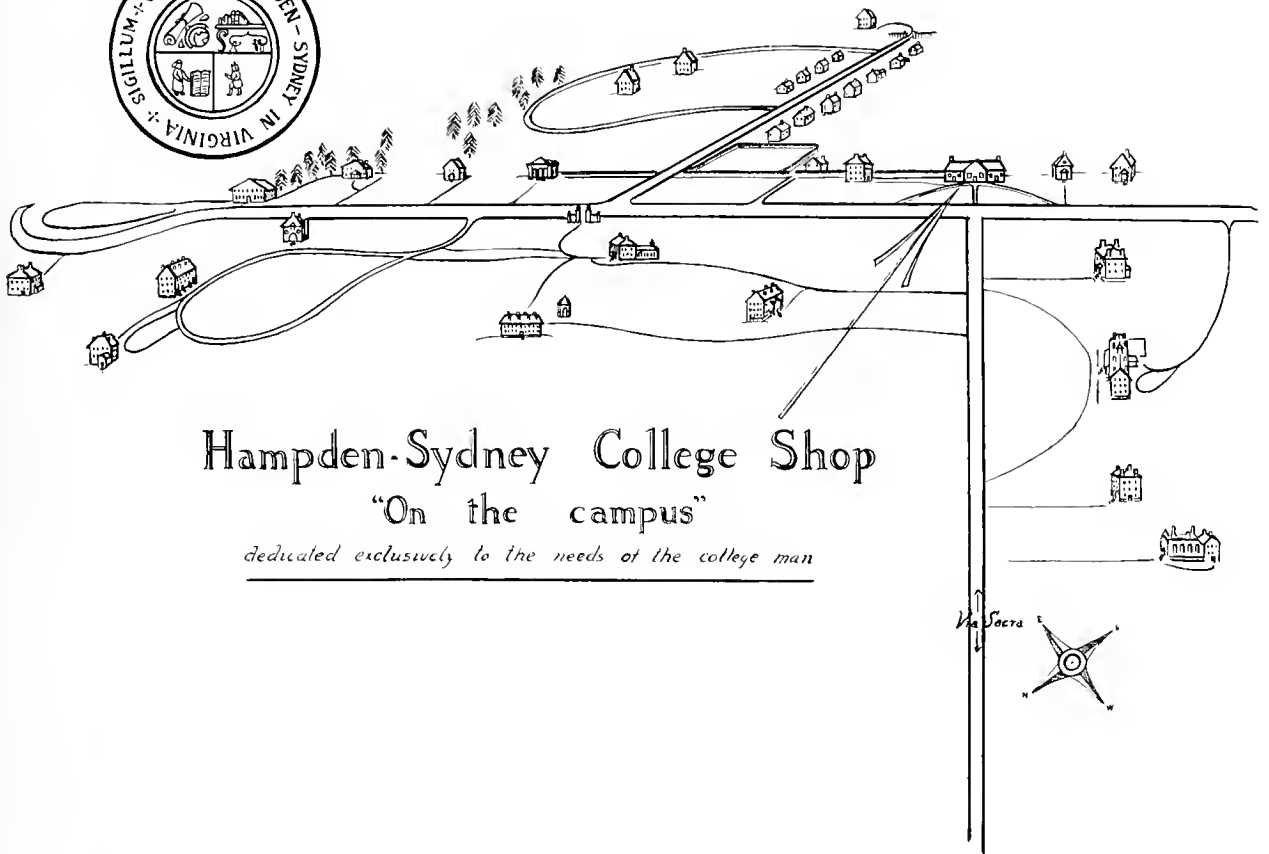 SIGILLUM
EN-SYDNEY IN VIRGINIA
Hampden-Sydney College Shop
"On the campus"
dedicated exclusively to the needs of the college man
Via Sacra
E
S
N
W